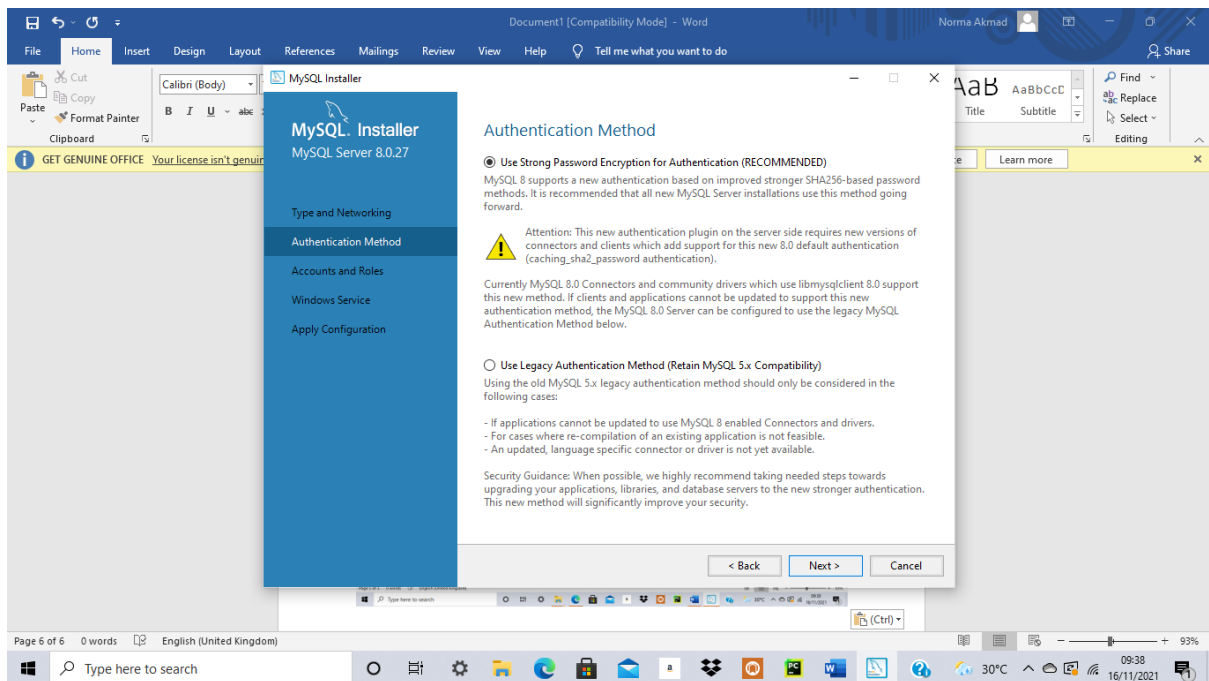 Document1 [Compatibility Mode] - Word
Norma Akmad
File Home Insert Design Layout References Mailings Review View Help Tell me what you want to do Share
Cut
Copy
Paste
Format Painter
Clipboard
Calibri (Body)
B I U abc
AaB AaBbCcD
Title Subtitle
Find
Replace
Select
Editing
GET GENUINE OFFICE Your license isn't genuin
Learn more
MySQL Installer
MySQL. Installer
MySQL Server 8.0.27
Type and Networking
Authentication Method
Accounts and Roles
Windows Service
Apply Configuration
Authentication Method
Use Strong Password Encryption for Authentication (RECOMMENDED)
MySQL 8 supports a new authentication based on improved stronger SHA256-based password
methods. It is recommended that all new MySQL Server installations use this method going
forward.
Attention: This new authentication plugin on the server side requires new versions of
connectors and clients which add support for this new 8.0 default authentication
(caching_sha2_password authentication).
Currently MySQL 8.0 Connectors and community drivers which use libmysqlclient 8.0 support
this new method. If clients and applications cannot be updated to support this new
authentication method, the MySQL 8.0 Server can be configured to use the legacy MySQL
Authentication Method below.
Use Legacy Authentication Method (Retain MySQL 5.x Compatibility)
Using the old MySQL 5.x legacy authentication method should only be considered in the
following cases:
- If applications cannot be updated to use MySQL 8 enabled Connectors and drivers.
- For cases where re-compilation of an existing application is not feasible.
- An updated, language specific connector or driver is not yet available.
Security Guidance: When possible, we highly recommend taking needed steps towards
upgrading your applications, libraries, and database servers to the new stronger authentication.
This new method will significantly improve your security.
< Back Next > Cancel
Type here to search
(Ctrl)
Page 6 of 6 0 words English (United Kingdom) 93%
Type here to search
30°C
09:38
16/11/2021